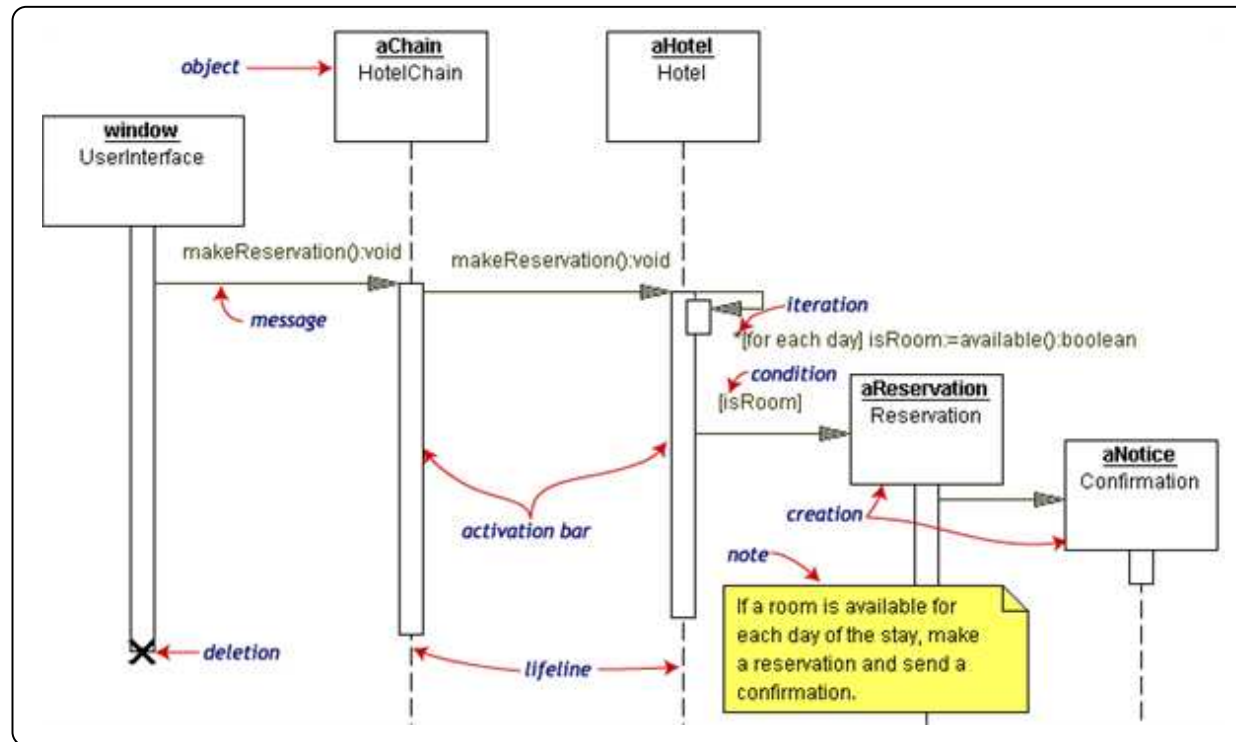 aChain
HotelChain
aHotel
Hotel
object
window
UserInterface
makeReservation():void
makeReservation():void
message
iteration
*[for each day] isRoom:=available():boolean
condition
[isRoom]
aReservation
Reservation
aNotice
Confirmation
activation bar
creation
note
If a room is available for
each day of the stay, make
a reservation and send a
confirmation.
deletion
lifeline